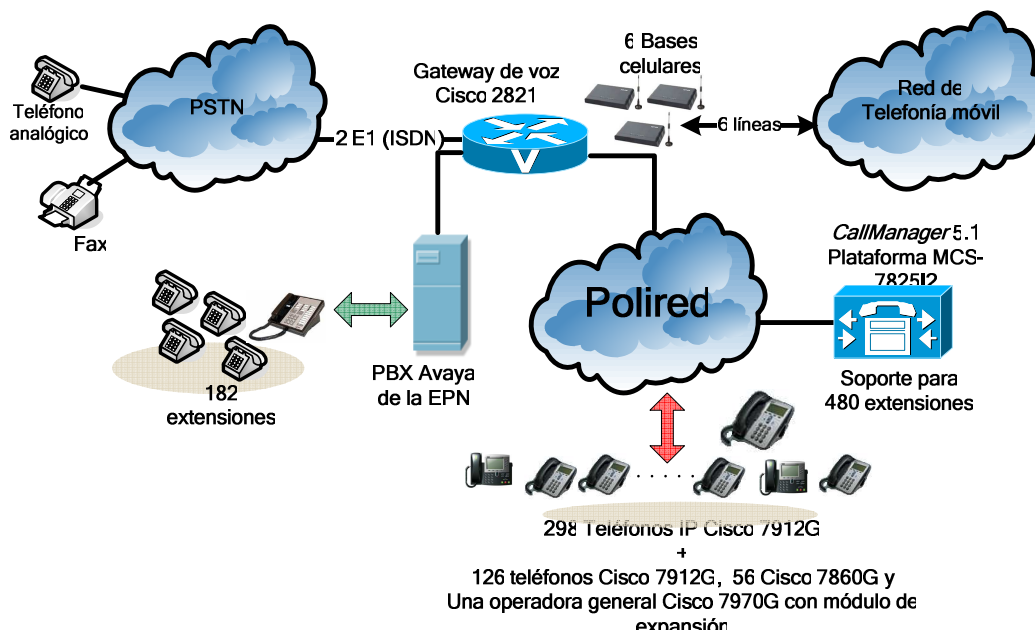 Teléfono
analógico
PSTN
Fax
2 E1 (ISDN)
Gateway de voz
Cisco 2821
V
6 Bases
celulares
6 líneas
Red de
Telefonía móvil
182
extensiones
PBX Avaya
de la EPN
Polired
CallManager 5.1
Plataforma MCS-
7825I2
Soporte para
480 extensiones
298 Teléfonos IP Cisco 7912G
+
126 teléfonos Cisco 7912G, 56 Cisco 7860G y
Una operadora general Cisco 7970G con módulo de
expansión